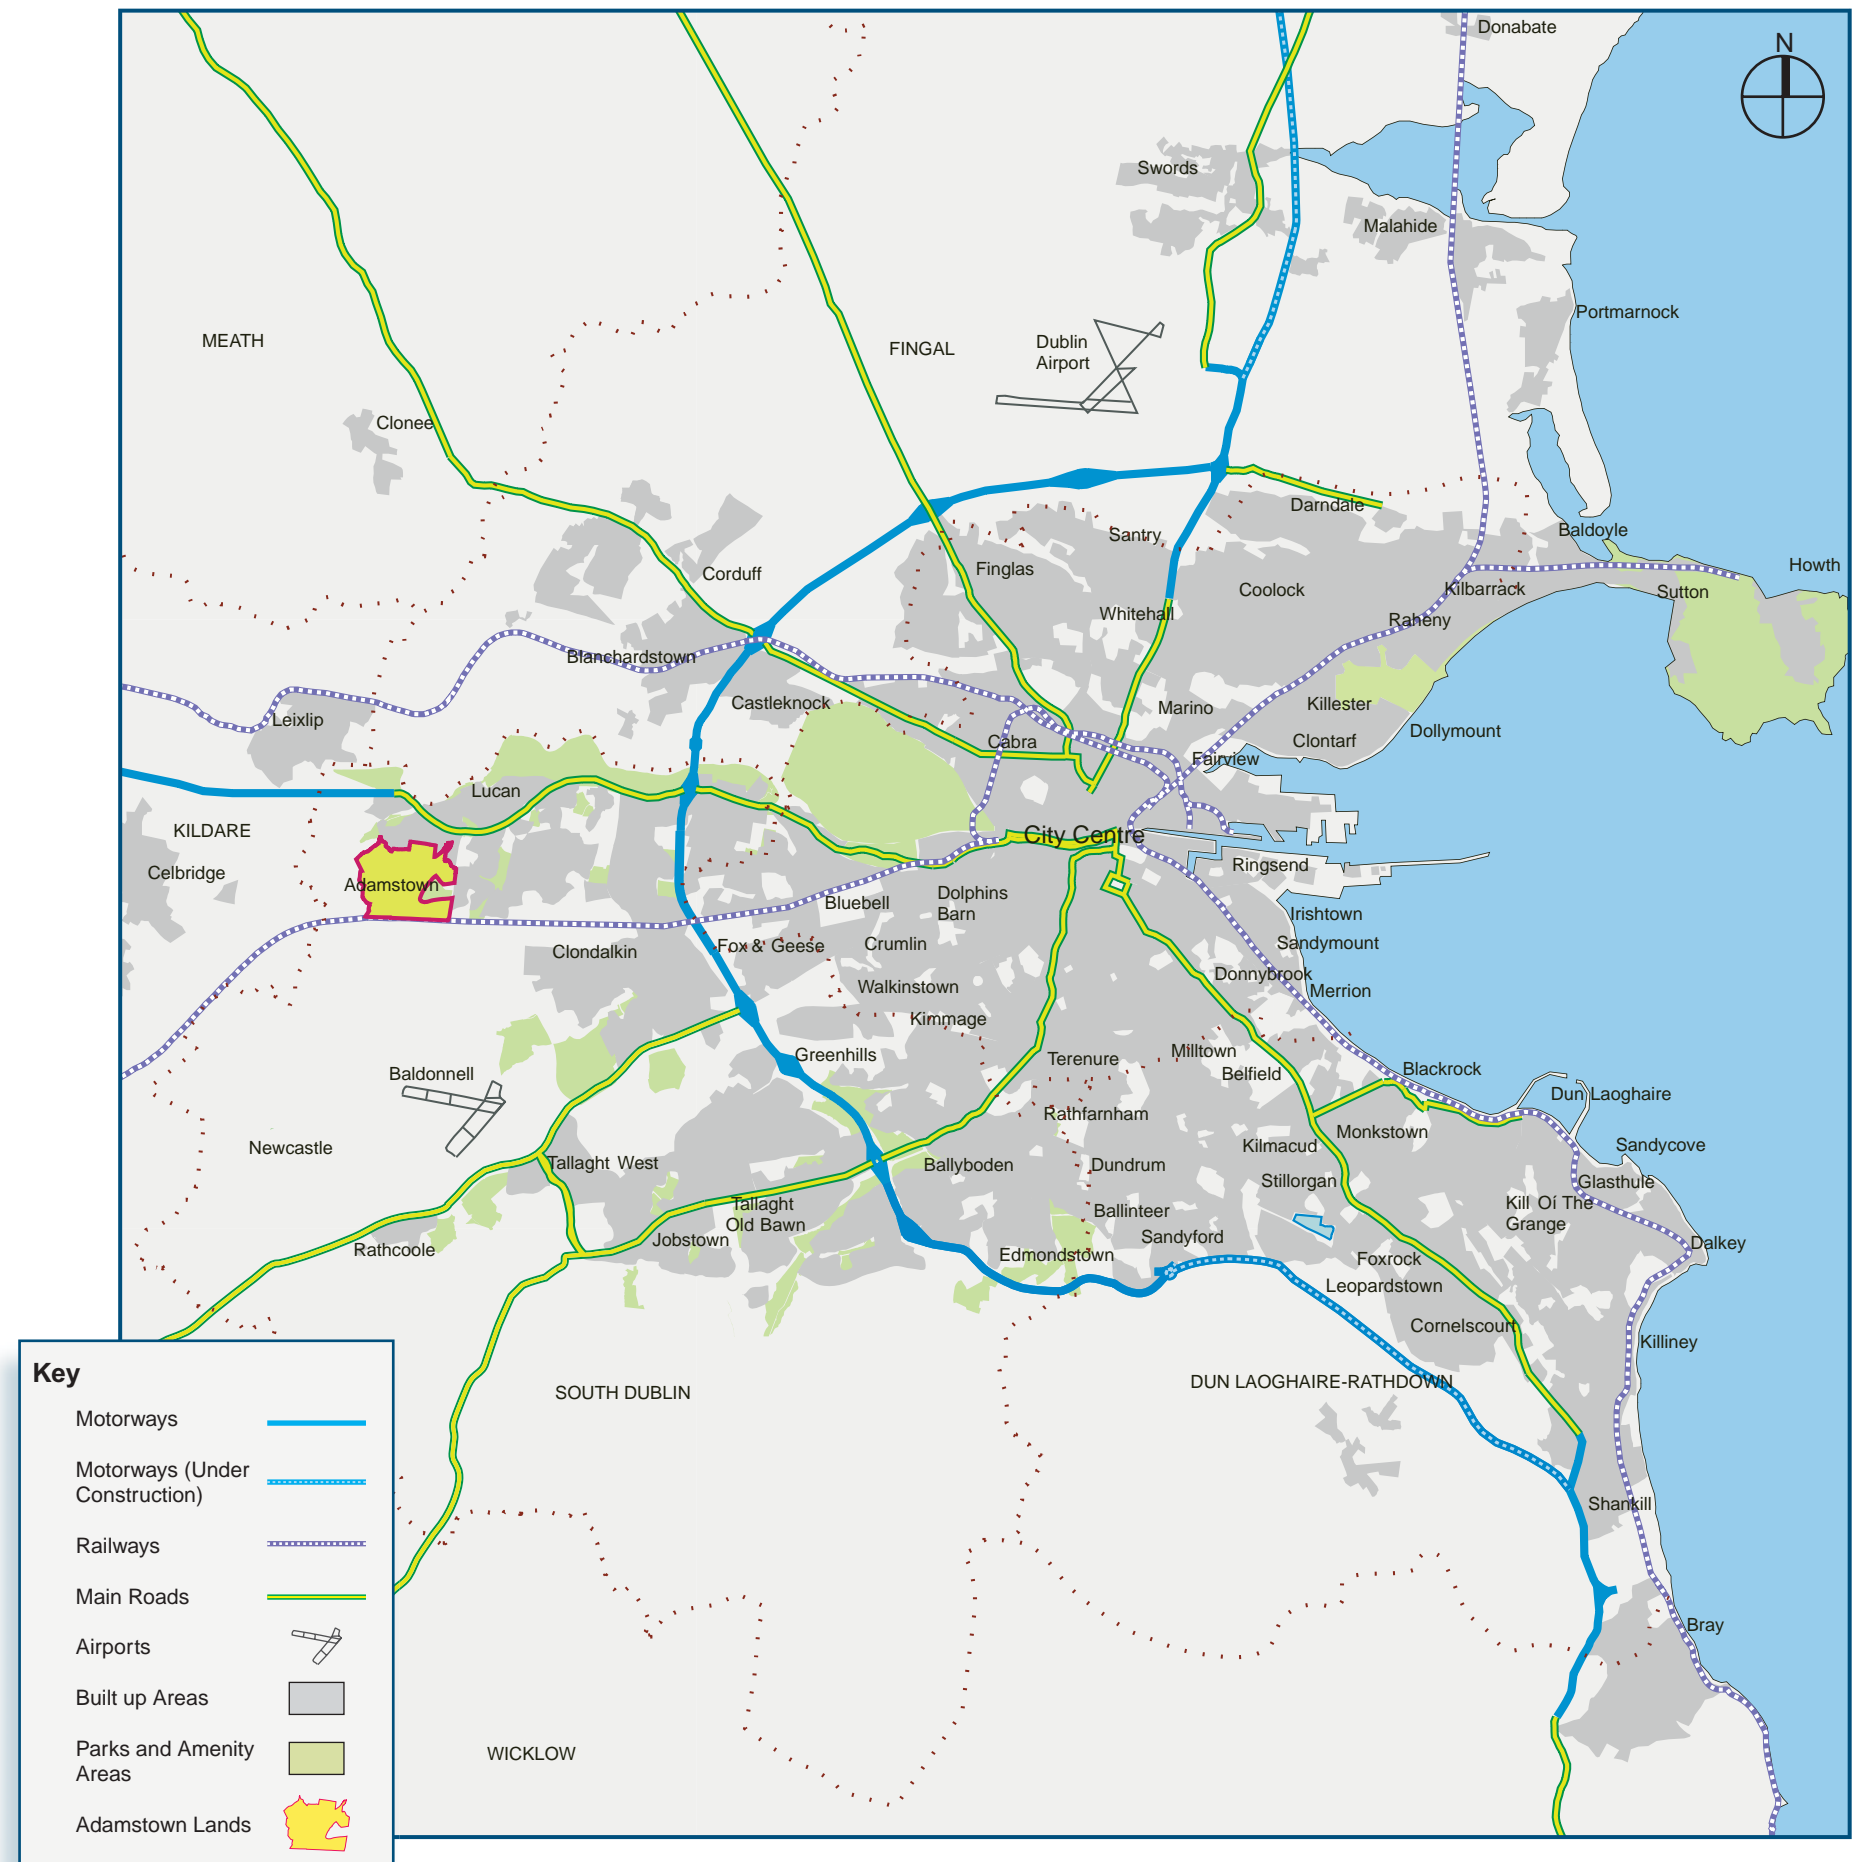 Donabate
N
Swords
Malahide
Portmarnock
MEATH
FINGAL
Dublin
Airport
Clonee
Darndale
Baldoyle
Santry
Howth
Corduff
Finglas
Coolock
Kilbarrack
Sutton
Whitehall
Raheny
Blanchardstown
Castleknock
Marino
Killester
Leixlip
Dollymount
Cabra
Clontarf
Fairview
Lucan
KILDARE
City Centre
Celbridge
Ringsend
Adamstown
Bluebell
Dolphins
Barn
Irishtown
Clondalkin
Fox & Geese
Crumlin
Sandymount
Donnybrook
Walkinstown
Merrion
Kimmage
Greenhills
Terenure
Milltown
Baldonnell
Belfield
Blackrock
Dun Laoghaire
Rathfarnham
Newcastle
Kilmacud
Monkstown
Sandycove
Tallaght West
Ballyboden
Dundrum
Stillorgan
Glasthule
Tallaght
Old Bawn
Ballinteer
Kill Oí The
Grange
Rathcoole
Jobstown
Sandyford
Edmondstown
Dalkey
Foxrock
Leopardstown
Cornelscourt
Killiney
SOUTH DUBLIN
DUN LAOGHAIRE-RATHDOWN
Shankill
Bray
WICKLOW
Key
Motorways
Motorways (Under
Construction)
Railways
Main Roads
Airports
Built up Areas
Parks and Amenity
Areas
Adamstown Lands